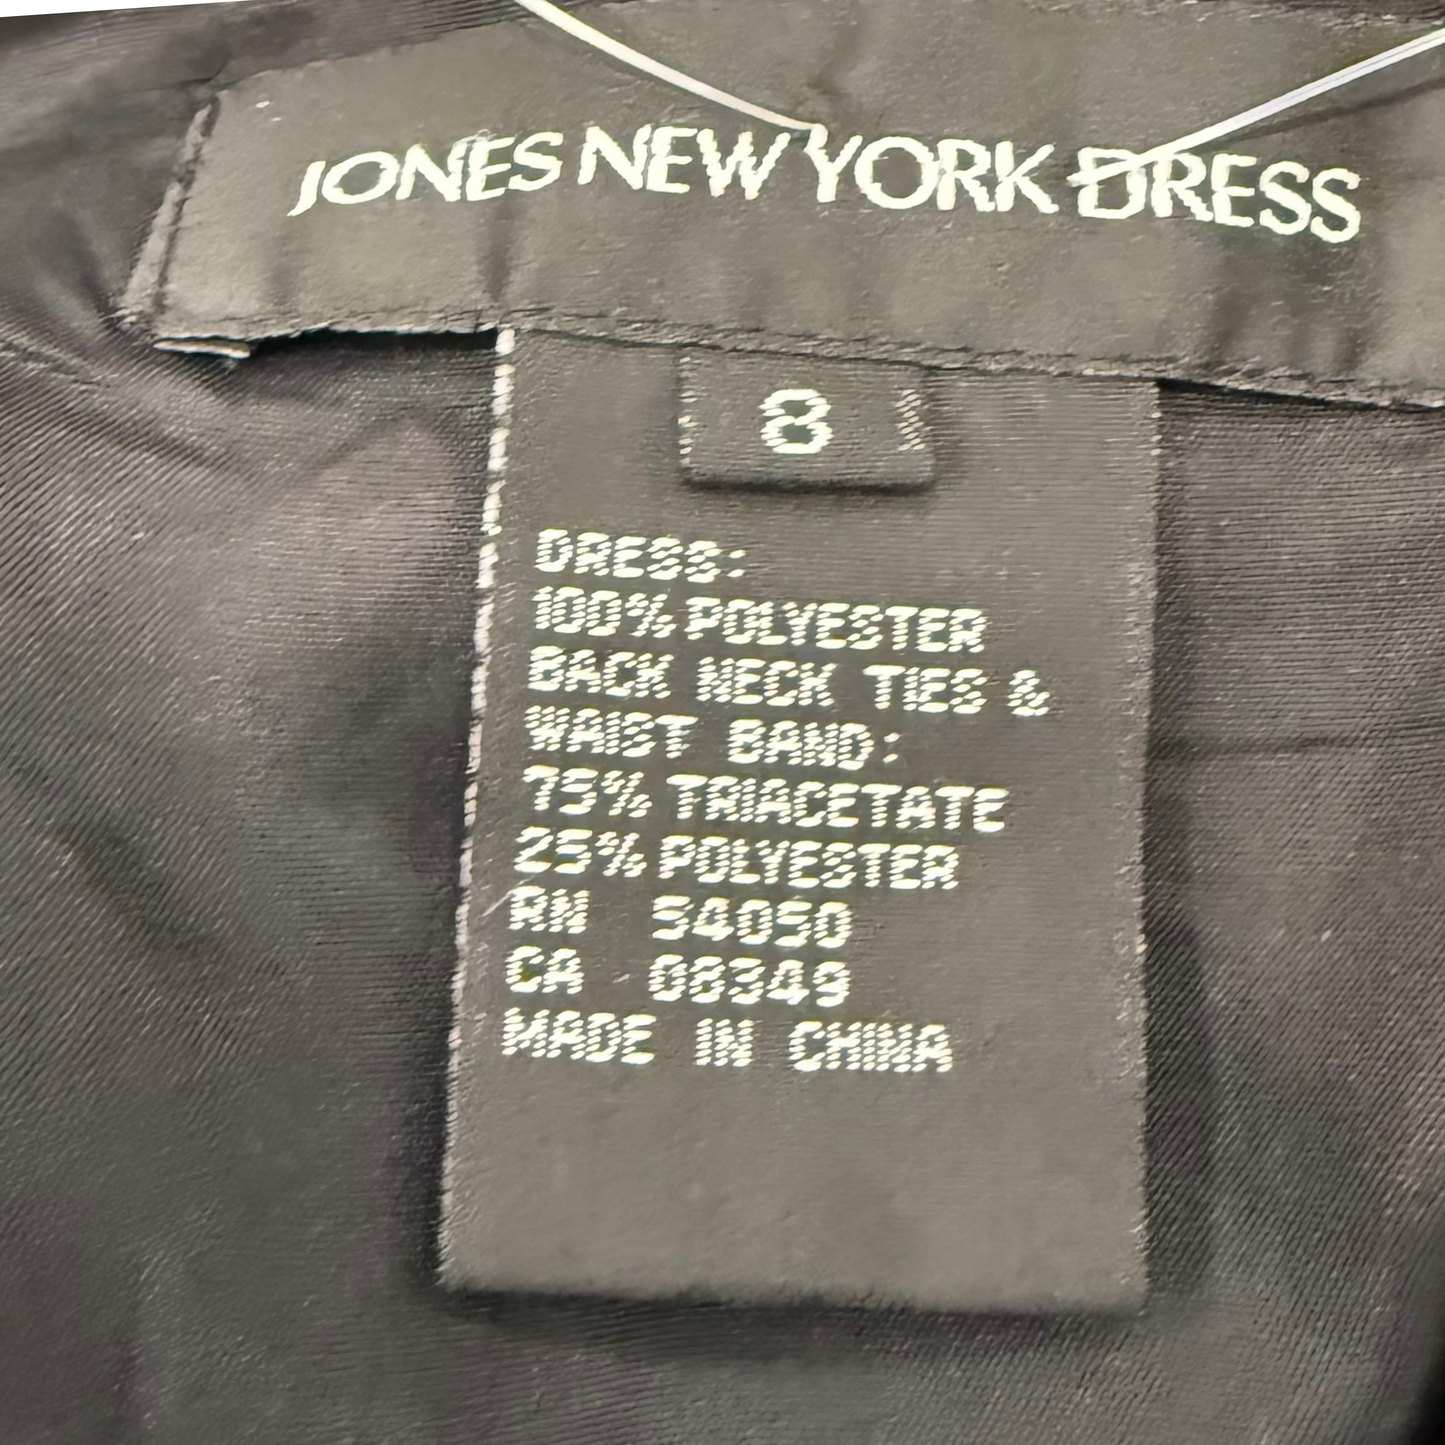 JONES NEW YORK DRESS
8
DRESS:
100% POLYESTER
BACK NECK TIES &
WAIST BAND:
75% TRIACETATE
25% POLYESTER
RN 54050
CA 08349
MADE IN CHINA